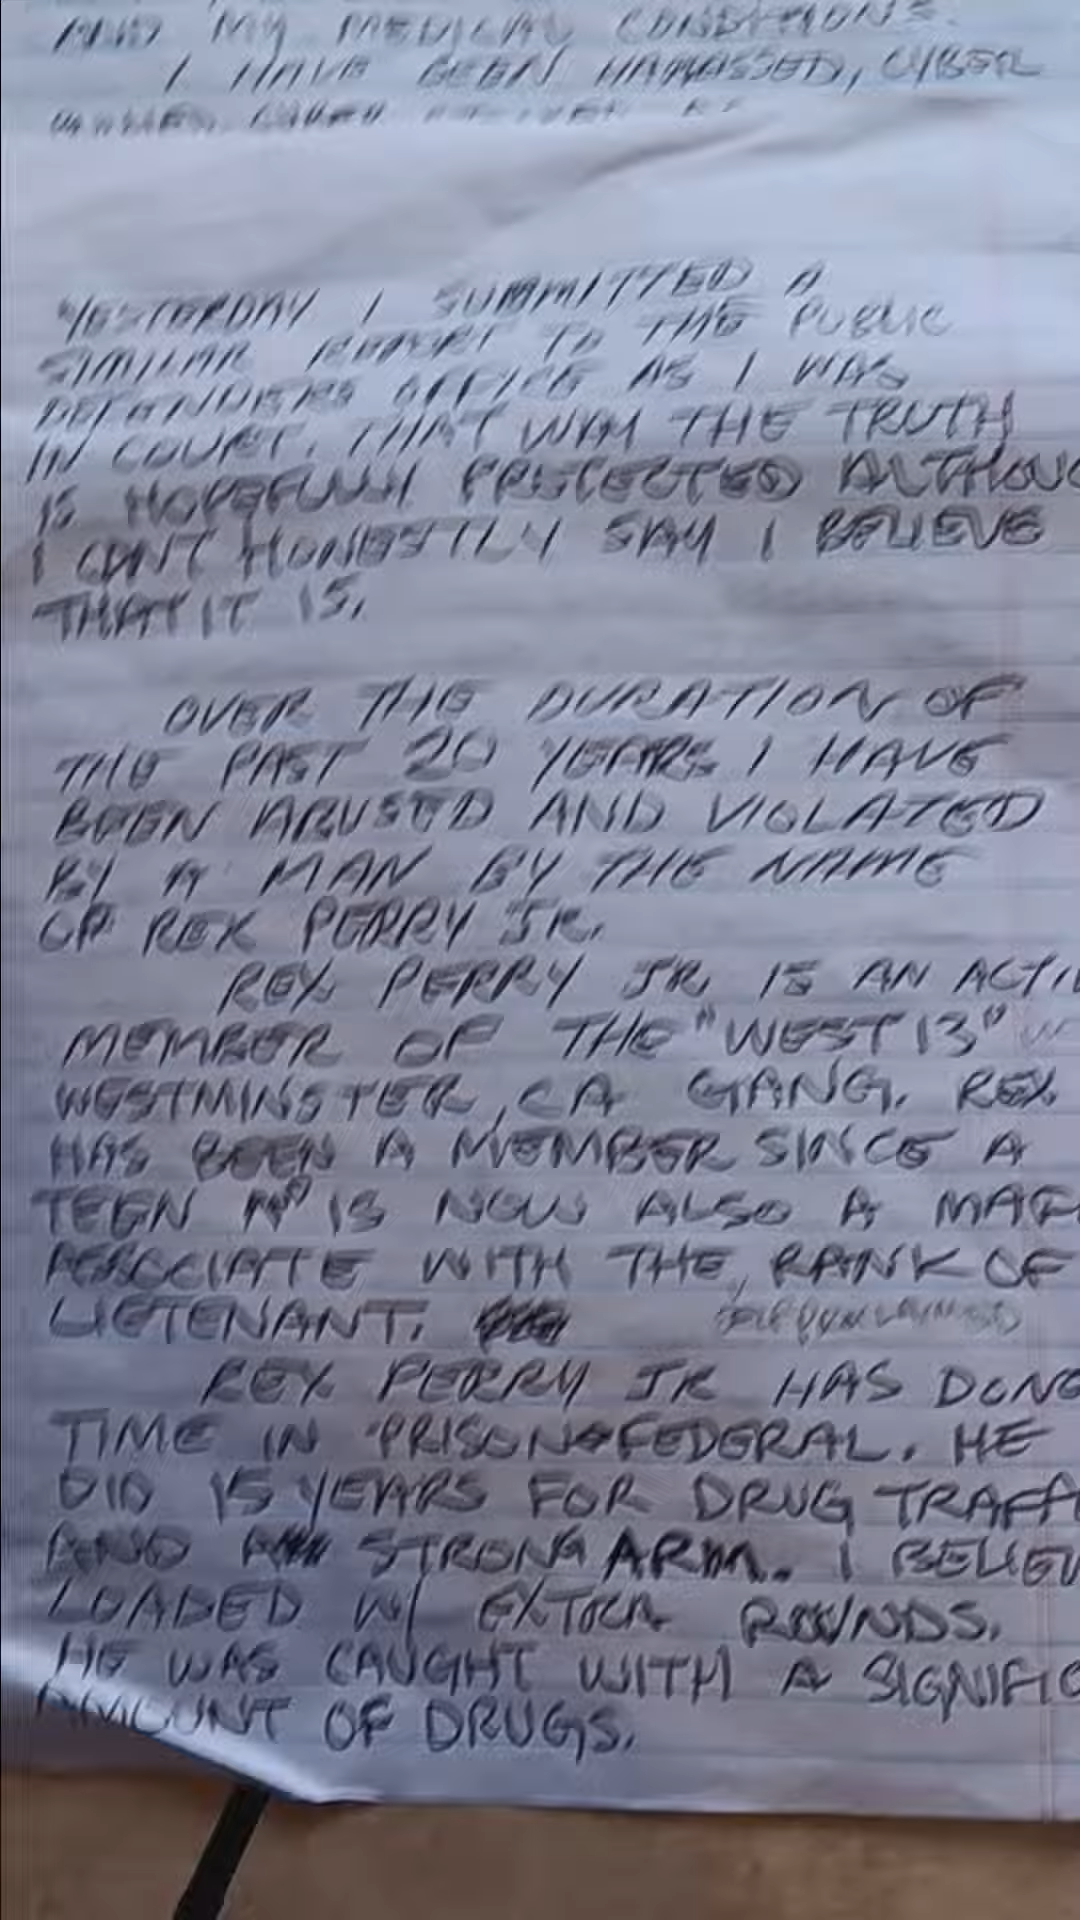 AND MY MEDICAL CONDITIONS.
I HAVE BEEN HARASSED, CYBER
YESTERDAY I SUBMITTED A
SIMILAR REPORT TO THE PUBLIC
DEFENDERS OFFICE AS I WAS
IN COURT. THAT WAY THE TRUTH
IS HOPEFULLY PROTECTED ALTHOUG
I CANT HONESTLY SAY I BELIEVE
THAT IT IS.
OVER THE DURATION OF
THE PAST 20 YEARS I HAVE
BEEN ABUSED AND VIOLATED
BY A MAN BY THE NAME
OF REX PERRY JR.
REX PERRY JR IS AN ACTI
MEMBER OF THE "WEST 13"
WESTMINSTER, CA GANG. REX
HAS BEEN A MEMBER SINCE A
TEEN IS NOW ALSO A MAF
ASSOCIATE WITH THE RANK OF
LIETENANT.
REX PERRY JR HAS DONE
TIME IN PRISON FEDERAL. HE
DID 15 YEARS FOR DRUG TRAFFI
AND STRONG ARM. I BELIEV
LOADED W/ EXTRA ROUNDS.
HE WAS CAUGHT WITH A SIGNIFIC
AMOUNT OF DRUGS.